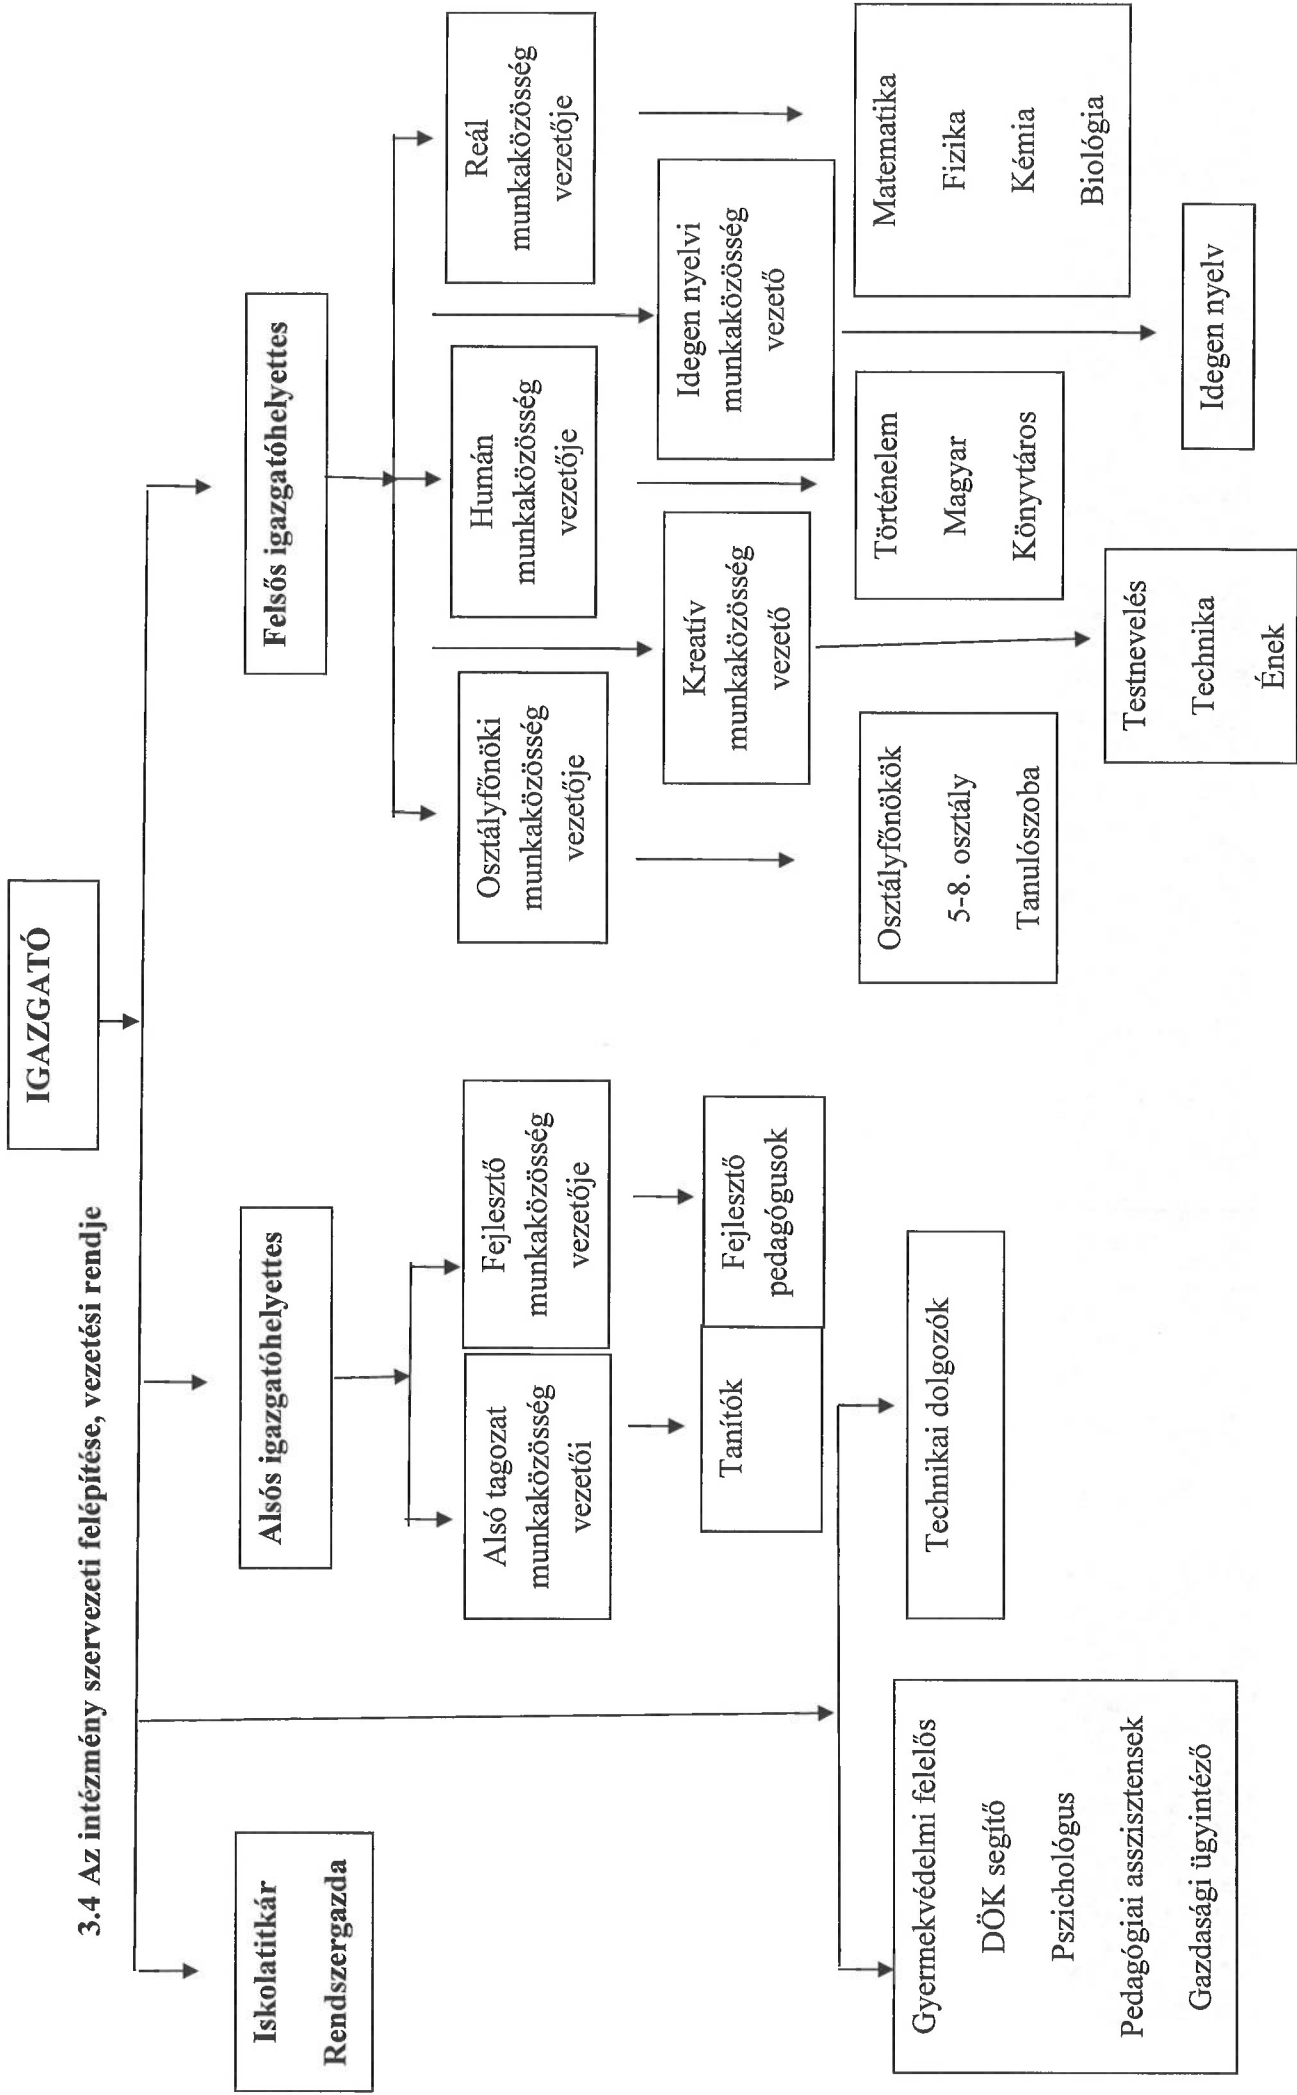 3.4 Az intézmény szervezeti felépítése, vezetési rendje
IGAZGATÓ
Iskolatitkár
Rendszergazda
Alsós igazgatóhelyettes
Felsős igazgatóhelyettes
Alsó tagozat
munkaközösség
vezetői
Fejlesztő
munkaközösség
vezetője
Osztályfőnöki
munkaközösség
vezetője
Humán
munkaközösség
vezetője
Reál
munkaközösség
vezetője
Kreatív
munkaközösség
vezető
Idegen nyelvi
munkaközösség
vezető
Tanítók
Fejlesztő
pedagógusok
Osztályfőnökök
5-8. osztály
Tanulószoba
Történelem
Magyar
Könyvtáros
Matematika
Fizika
Kémia
Biológia
Gyermekvédelmi felelős
DÖK segítő
Pszichológus
Pedagógiai asszisztensek
Gazdasági ügyintéző
Technikai dolgozók
Testnevelés
Technika
Ének
Idegen nyelv